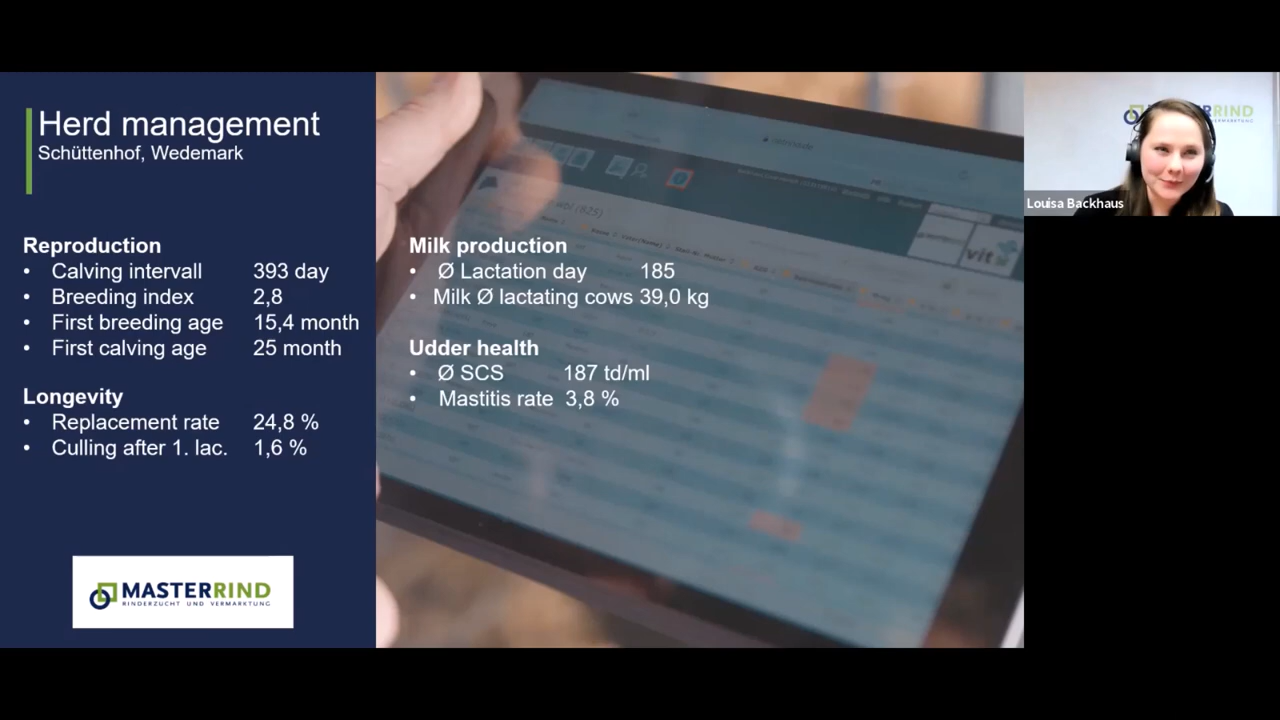 Herd management
Schüttenhof, Wedemark
Reproduction
• Calving intervall 393 day
• Breeding index 2,8
• First breeding age 15,4 month
• First calving age 25 month
Longevity
• Replacement rate 24,8 %
• Culling after 1. lac. 1,6 %
Milk production
• Ø Lactation day 185
• Milk Ø lactating cows 39,0 kg
Udder health
• Ø SCS 187 td/ml
• Mastitis rate 3,8 %
MASTERRIND
RINDERZUCHT UND VERMARKTUNG
vit
Louisa Backhaus